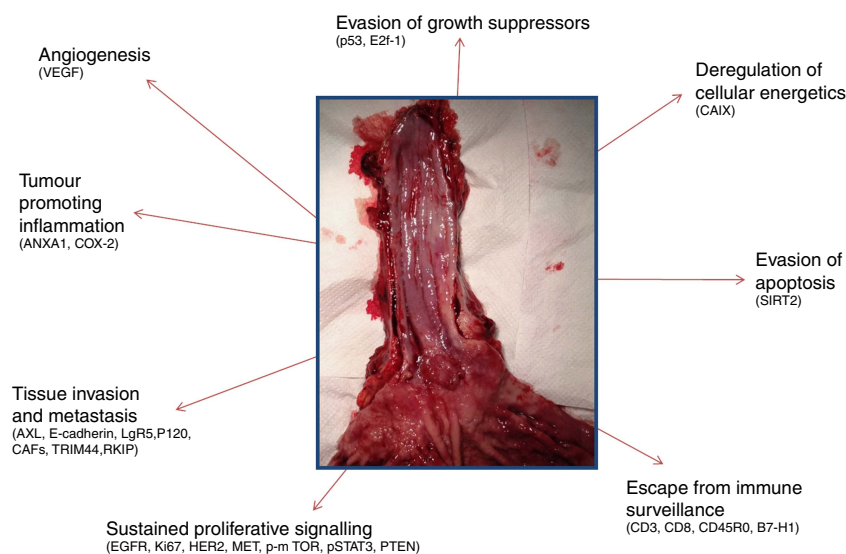 Evasion of growth suppressors
(p53, E2f-1)
Angiogenesis
(VEGF)
Deregulation of
cellular energetics
(CAIX)
Tumour
promoting
inflammation
(ANXA1, COX-2)
Evasion of
apoptosis
(SIRT2)
Tissue invasion
and metastasis
(AXL, E-cadherin, LgR5,P120,
CAFs, TRIM44,RKIP)
Escape from immune
surveillance
(CD3, CD8, CD45R0, B7-H1)
Sustained proliferative signalling
(EGFR, Ki67, HER2, MET, p-m TOR, pSTAT3, PTEN)